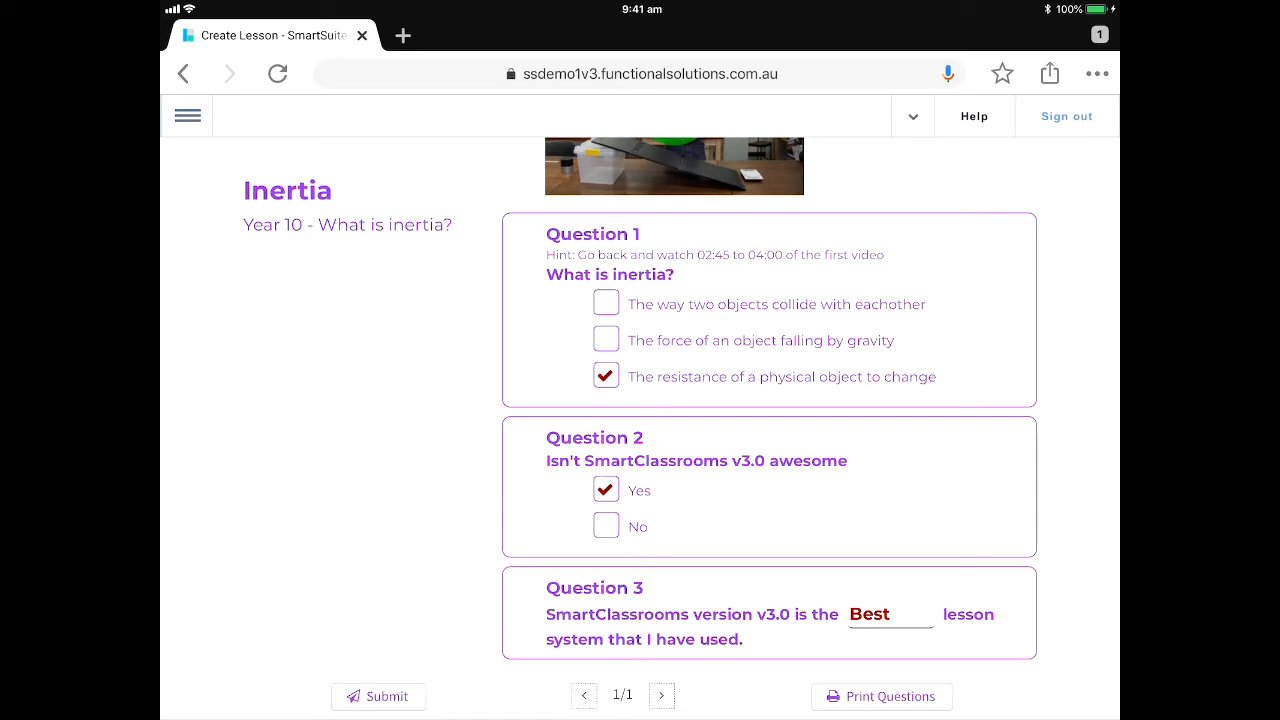 9:41 am
100%
Create Lesson - SmartSuite
1
ssdemo1v3.functionalsolutions.com.au
Help
Sign out
Inertia
Year 10 - What is inertia?
Question 1
Hint: Go back and watch 02:45 to 04:00 of the first video
What is inertia?
The way two objects collide with eachother
The force of an object falling by gravity
The resistance of a physical object to change
Question 2
Isn't SmartClassrooms v3.0 awesome
Yes
No
Question 3
SmartClassrooms version v3.0 is the Best lesson
system that I have used.
Submit
1/1
Print Questions